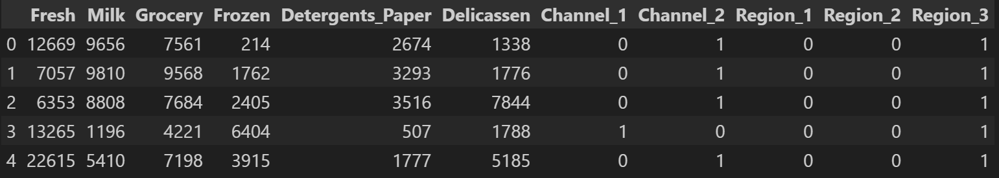 Fresh Milk Grocery Frozen Detergents_Paper Delicassen Channel_1 Channel_2 Region_1 Region_2 Region_3
0 12669 9656 7561 214 2674 1338 0 1 0 0 1
1 7057 9810 9568 1762 3293 1776 0 1 0 0 1
2 6353 8808 7684 2405 3516 7844 0 1 0 0 1
3 13265 1196 4221 6404 507 1788 1 0 0 0 1
4 22615 5410 7198 3915 1777 5185 0 1 0 0 1